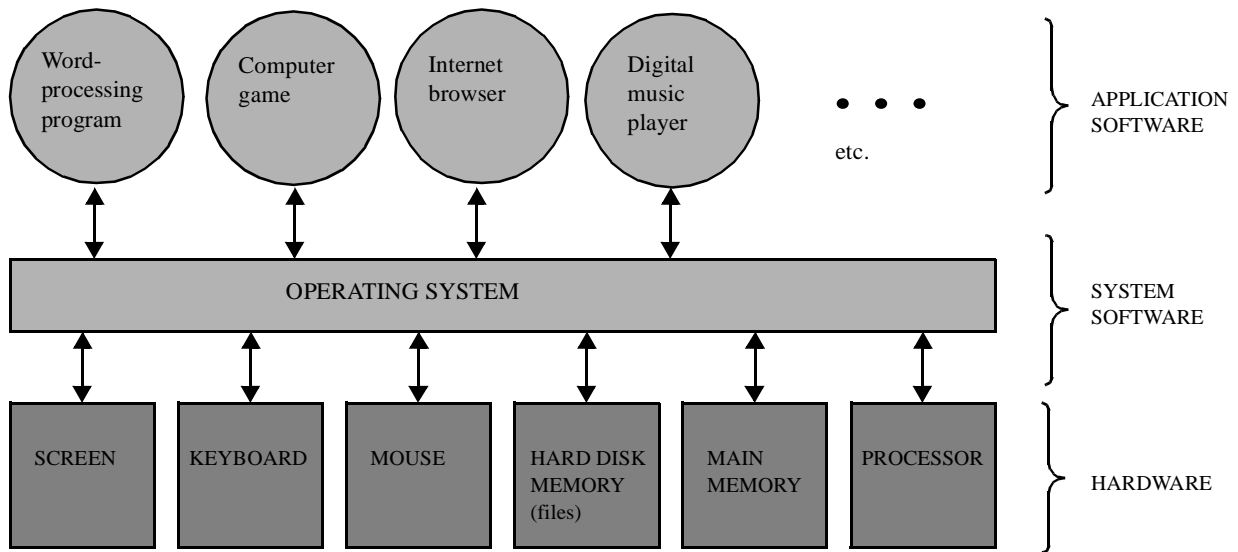 Word-
processing
program
Computer
game
Internet
browser
Digital
music
player
• • •
etc.
APPLICATION
SOFTWARE
OPERATING SYSTEM
SYSTEM
SOFTWARE
SCREEN
KEYBOARD
MOUSE
HARD DISK
MEMORY
(files)
MAIN
MEMORY
PROCESSOR
HARDWARE